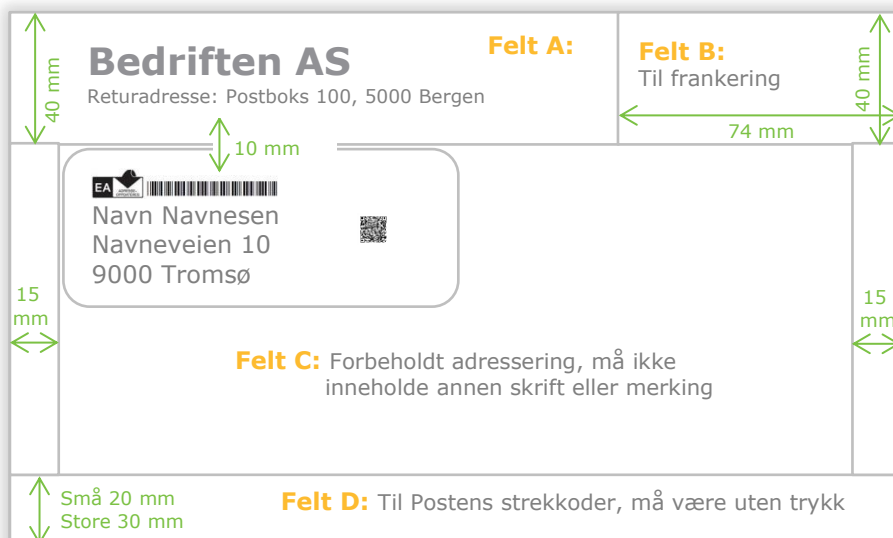 Bedriften AS
Returadresse: Postboks 100, 5000 Bergen
Felt A:
Felt B:
Til frankering
40 mm
40 mm
74 mm
10 mm
EA
Navn Navnesen
Navneveien 10
9000 Tromsø
15
mm
15
mm
Felt C: Forbeholdt adressering, må ikke
inneholde annen skrift eller merking
Små 20 mm
Store 30 mm
Felt D: Til Postens strekkoder, må være uten trykk